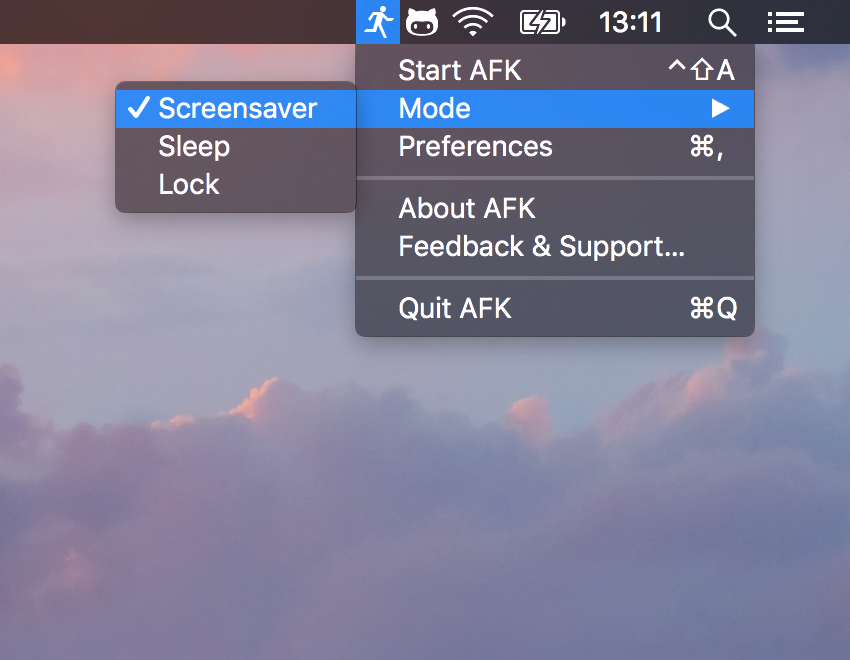 13:11
Start AFK ^⇧A
Mode ▶
Preferences ⌘,
About AFK
Feedback & Support...
Quit AFK ⌘Q
✓ Screensaver
Sleep
Lock